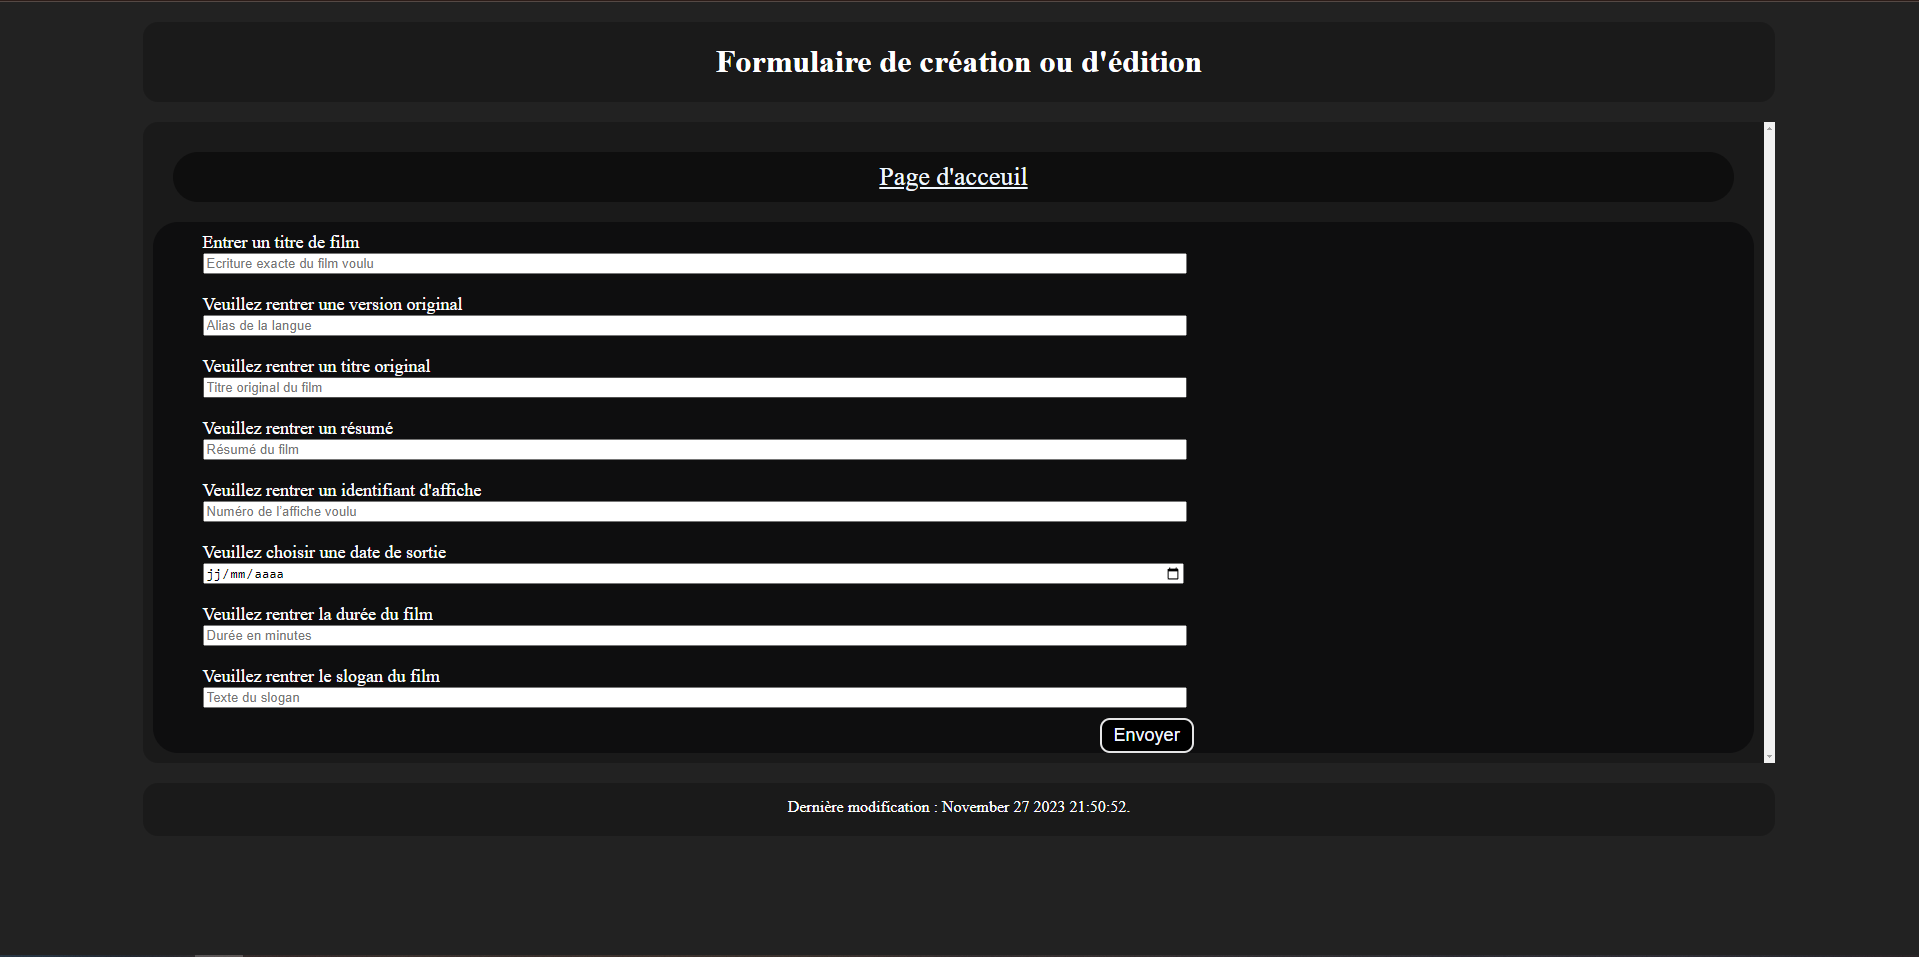 Formulaire de création ou d'édition
Page d'acceuil
Entrer un titre de film
Ecriture exacte du film voulu
Veuillez rentrer une version original
Alias de la langue
Veuillez rentrer un titre original
Titre original du film
Veuillez rentrer un résumé
Résumé du film
Veuillez rentrer un identifiant d'affiche
Numéro de l'affiche voulu
Veuillez choisir une date de sortie
jj/mm/aaaa
Veuillez rentrer la durée du film
Durée en minutes
Veuillez rentrer le slogan du film
Texte du slogan
Envoyer
Dernière modification : November 27 2023 21:50:52.